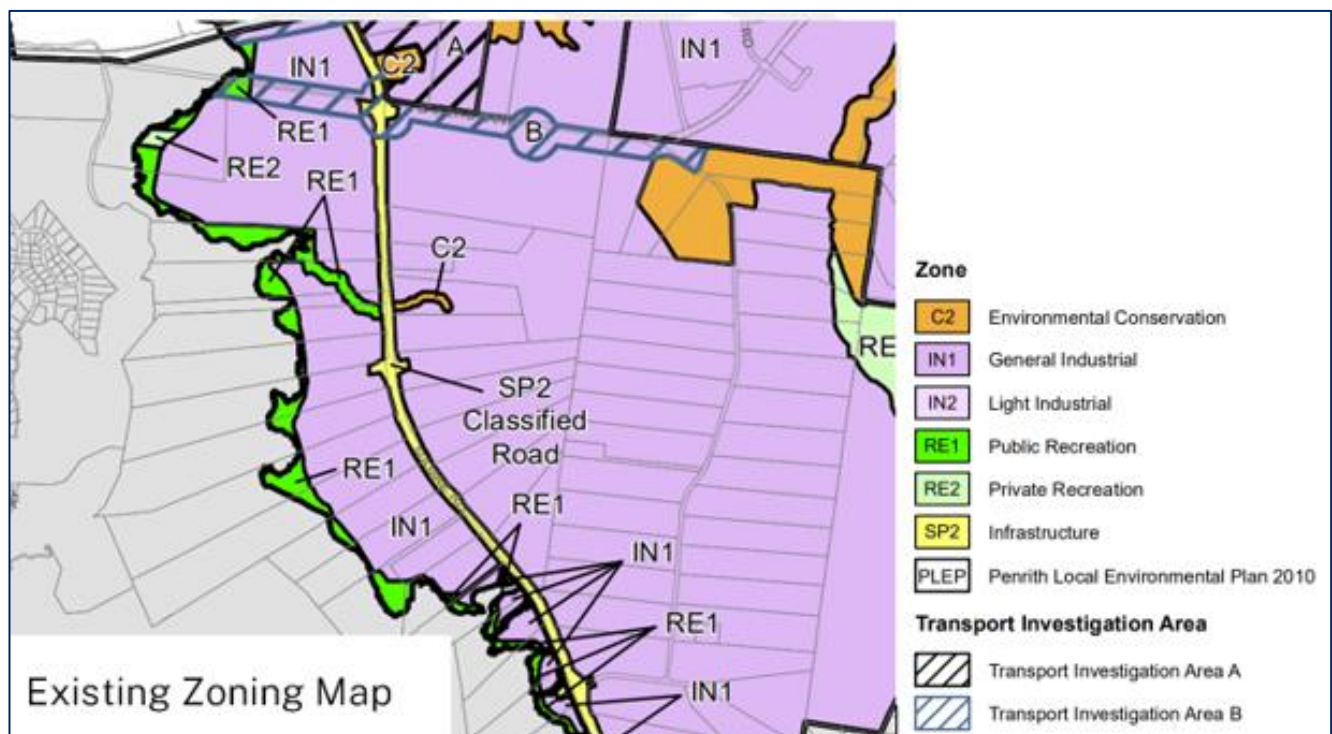 IN1
C2
A
IN1
RE1
B
RE2
RE1
C2
RE
SP2
Classified
Road
RE1
RE1
IN1
IN1
RE1
IN1
Existing Zoning Map
Zone
C2 Environmental Conservation
IN1 General Industrial
IN2 Light Industrial
RE1 Public Recreation
RE2 Private Recreation
SP2 Infrastructure
PLEP Penrith Local Environmental Plan 2010
Transport Investigation Area
Transport Investigation Area A
Transport Investigation Area B